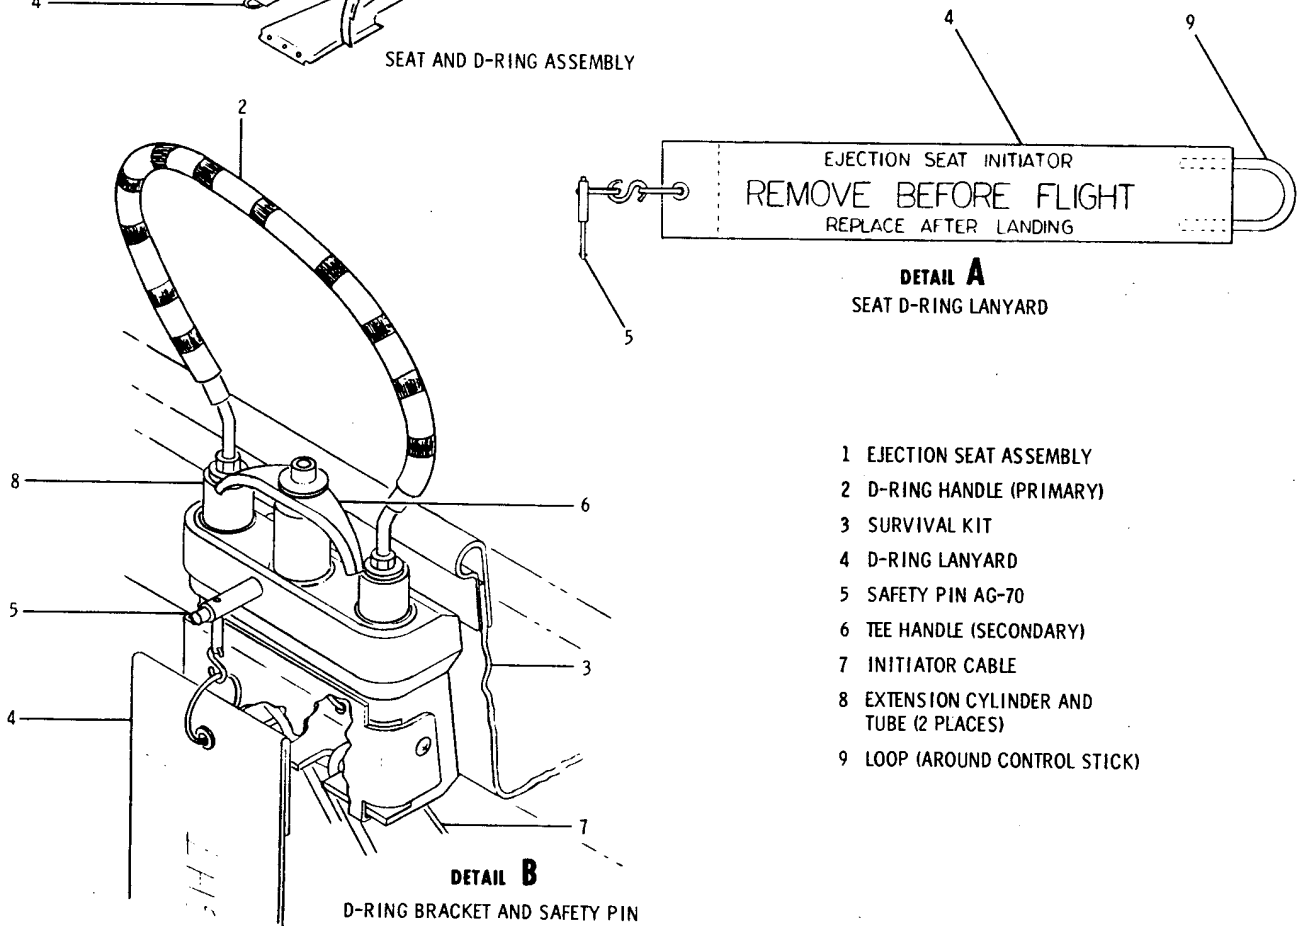 4
SEAT AND D-RING ASSEMBLY
4
9
2
EJECTION SEAT INITIATOR
REMOVE BEFORE FLIGHT
REPLACE AFTER LANDING
5
DETAIL A
SEAT D-RING LANYARD
8
6
5
3
4
7
DETAIL B
D-RING BRACKET AND SAFETY PIN
1 EJECTION SEAT ASSEMBLY
2 D-RING HANDLE (PRIMARY)
3 SURVIVAL KIT
4 D-RING LANYARD
5 SAFETY PIN AG-70
6 TEE HANDLE (SECONDARY)
7 INITIATOR CABLE
8 EXTENSION CYLINDER AND
TUBE (2 PLACES)
9 LOOP (AROUND CONTROL STICK)